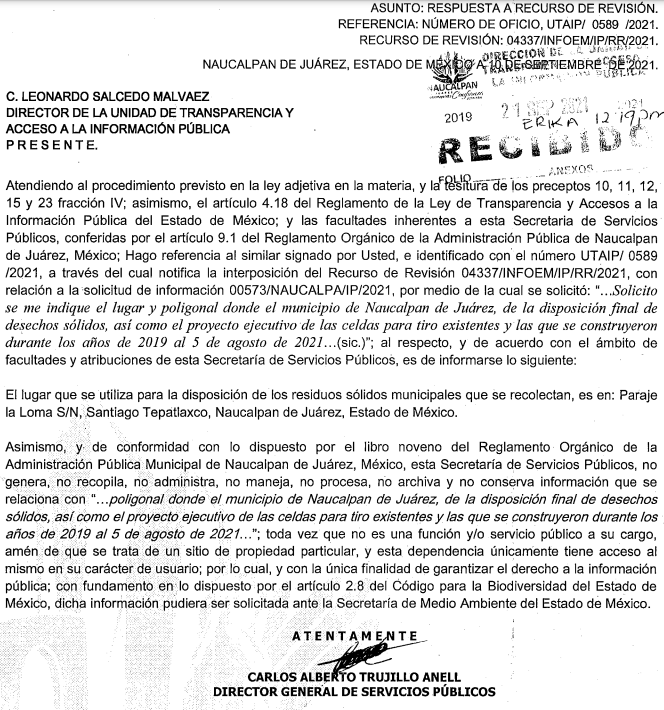 ASUNTO: RESPUESTA A RECURSO DE REVISIÓN.
REFERENCIA: NÚMERO DE OFICIO, UTAIP/ 0589 /2021.
RECURSO DE REVISIÓN: 04337/INFOEM/IP/RR/2021.
NAUCALPAN DE JUÁREZ, ESTADO DE MÉXICO A 10 DE SEPTIEMBRE DE 2021.
DIRECCION DE LA
TRANSPARENCIA ACCESO
A LA INFORMACIÓN PÚBLICA
NAUCALPAN
2019 2021
21 SEP 2021
ERIKA 12:19pm
RECIBIDO
FOLIO ANEXOS
C. LEONARDO SALCEDO MALVAEZ
DIRECTOR DE LA UNIDAD DE TRANSPARENCIA Y
ACCESO A LA INFORMACIÓN PÚBLICA
P R E S E N T E.
Atendiendo al procedimiento previsto en la ley adjetiva en la materia, y la tesitura de los preceptos 10, 11, 12,
15 y 23 fracción IV; asimismo, el artículo 4.18 del Reglamento de la Ley de Transparencia y Accesos a la
Información Pública del Estado de México; y las facultades inherentes a esta Secretaria de Servicios
Públicos, conferidas por el artículo 9.1 del Reglamento Orgánico de la Administración Pública de Naucalpan
de Juárez, México; Hago referencia al similar signado por Usted, e identificado con el número UTAIP/ 0589
/2021, a través del cual notifica la interposición del Recurso de Revisión 04337/INFOEM/IP/RR/2021, con
relación a la solicitud de información 00573/NAUCALPA/IP/2021, por medio de la cual se solicitó: “…Solicito
se me indique el lugar y poligonal donde el municipio de Naucalpan de Juárez, de la disposición final de
desechos sólidos, así como el proyecto ejecutivo de las celdas para tiro existentes y las que se construyeron
durante los años de 2019 al 5 de agosto de 2021…(sic.)”; al respecto, y de acuerdo con el ámbito de
facultades y atribuciones de esta Secretaría de Servicios Públicos, es de informarse lo siguiente:
El lugar que se utiliza para la disposición de los residuos sólidos municipales que se recolectan, es en: Paraje
la Loma S/N, Santiago Tepatlaxco, Naucalpan de Juárez, Estado de México.
Asimismo, y de conformidad con lo dispuesto por el libro noveno del Reglamento Orgánico de la
Administración Pública Municipal de Naucalpan de Juárez, México, esta Secretaría de Servicios Públicos, no
genera, no recopila, no administra, no maneja, no procesa, no archiva y no conserva información que se
relaciona con “…poligonal donde el municipio de Naucalpan de Juárez, de la disposición final de desechos
sólidos, así como el proyecto ejecutivo de las celdas para tiro existentes y las que se construyeron durante los
años de 2019 al 5 de agosto de 2021…”; toda vez que no es una función y/o servicio público a su cargo,
amén de que se trata de un sitio de propiedad particular, y esta dependencia únicamente tiene acceso al
mismo en su carácter de usuario; por lo cual, y con la única finalidad de garantizar el derecho a la información
pública; con fundamento en lo dispuesto por el artículo 2.8 del Código para la Biodiversidad del Estado de
México, dicha información pudiera ser solicitada ante la Secretaría de Medio Ambiente del Estado de México.
A T E N T A M E N T E
CARLOS ALBERTO TRUJILLO ANELL
DIRECTOR GENERAL DE SERVICIOS PÚBLICOS